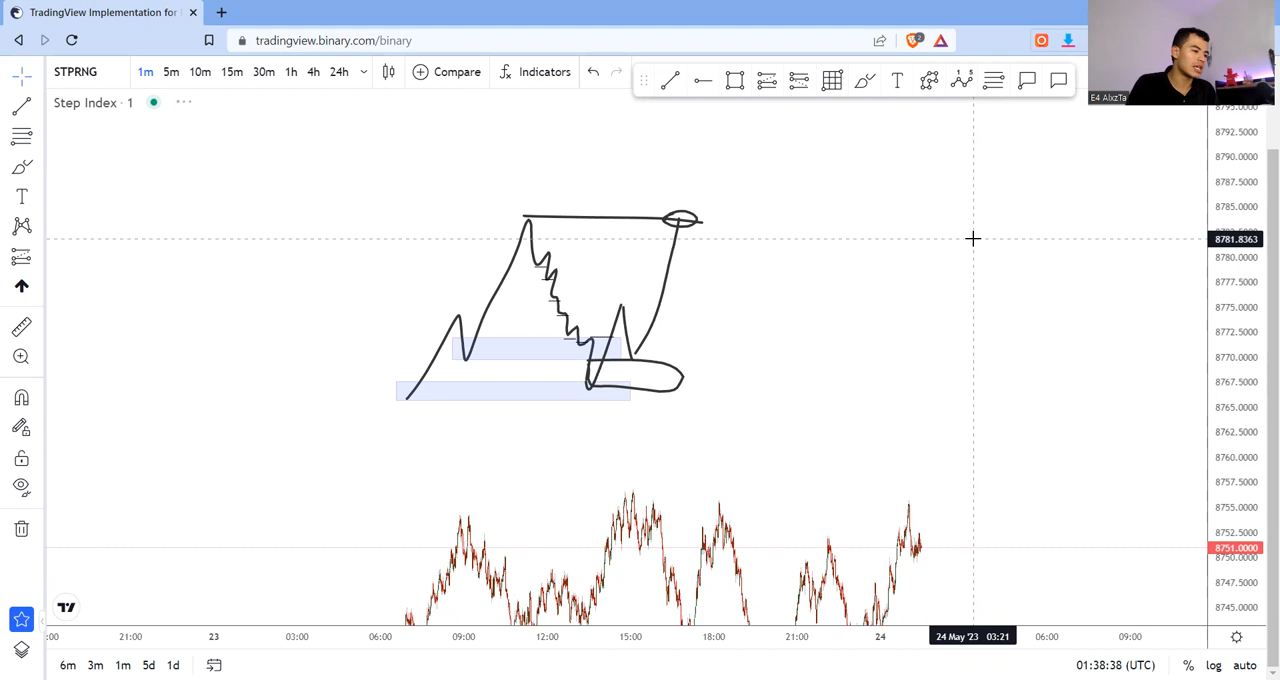 TradingView Implementation for
tradingview.binary.com/binary
2
STPRNG
1m 5m 10m 15m 30m 1h 4h 24h
Compare
Indicators
Step Index · 1
E4 AlxzTa
8792.5000
8790.0000
8787.5000
8785.0000
8781.8363
8780.0000
8777.5000
8775.0000
8772.5000
8770.0000
8767.5000
8765.0000
8762.5000
8760.0000
8757.5000
8755.0000
8752.5000
8751.0000
8750.0000
8747.5000
8745.0000
:00 21:00 23 03:00 06:00 09:00 12:00 15:00 18:00 21:00 24 24 May '23 03:21 06:00 09:00
6m 3m 1m 5d 1d
01:38:38 (UTC)
% log auto